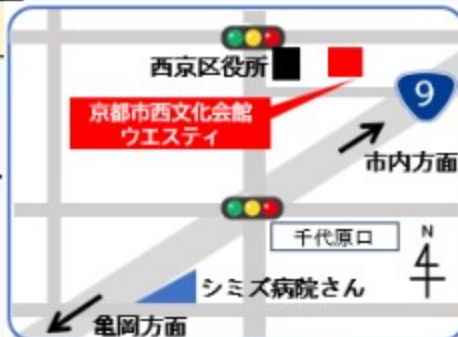 西京区役所
京都市西文化会館
ウエスティ
9
市内方面
千代原口
N
シミズ病院さん
亀岡方面